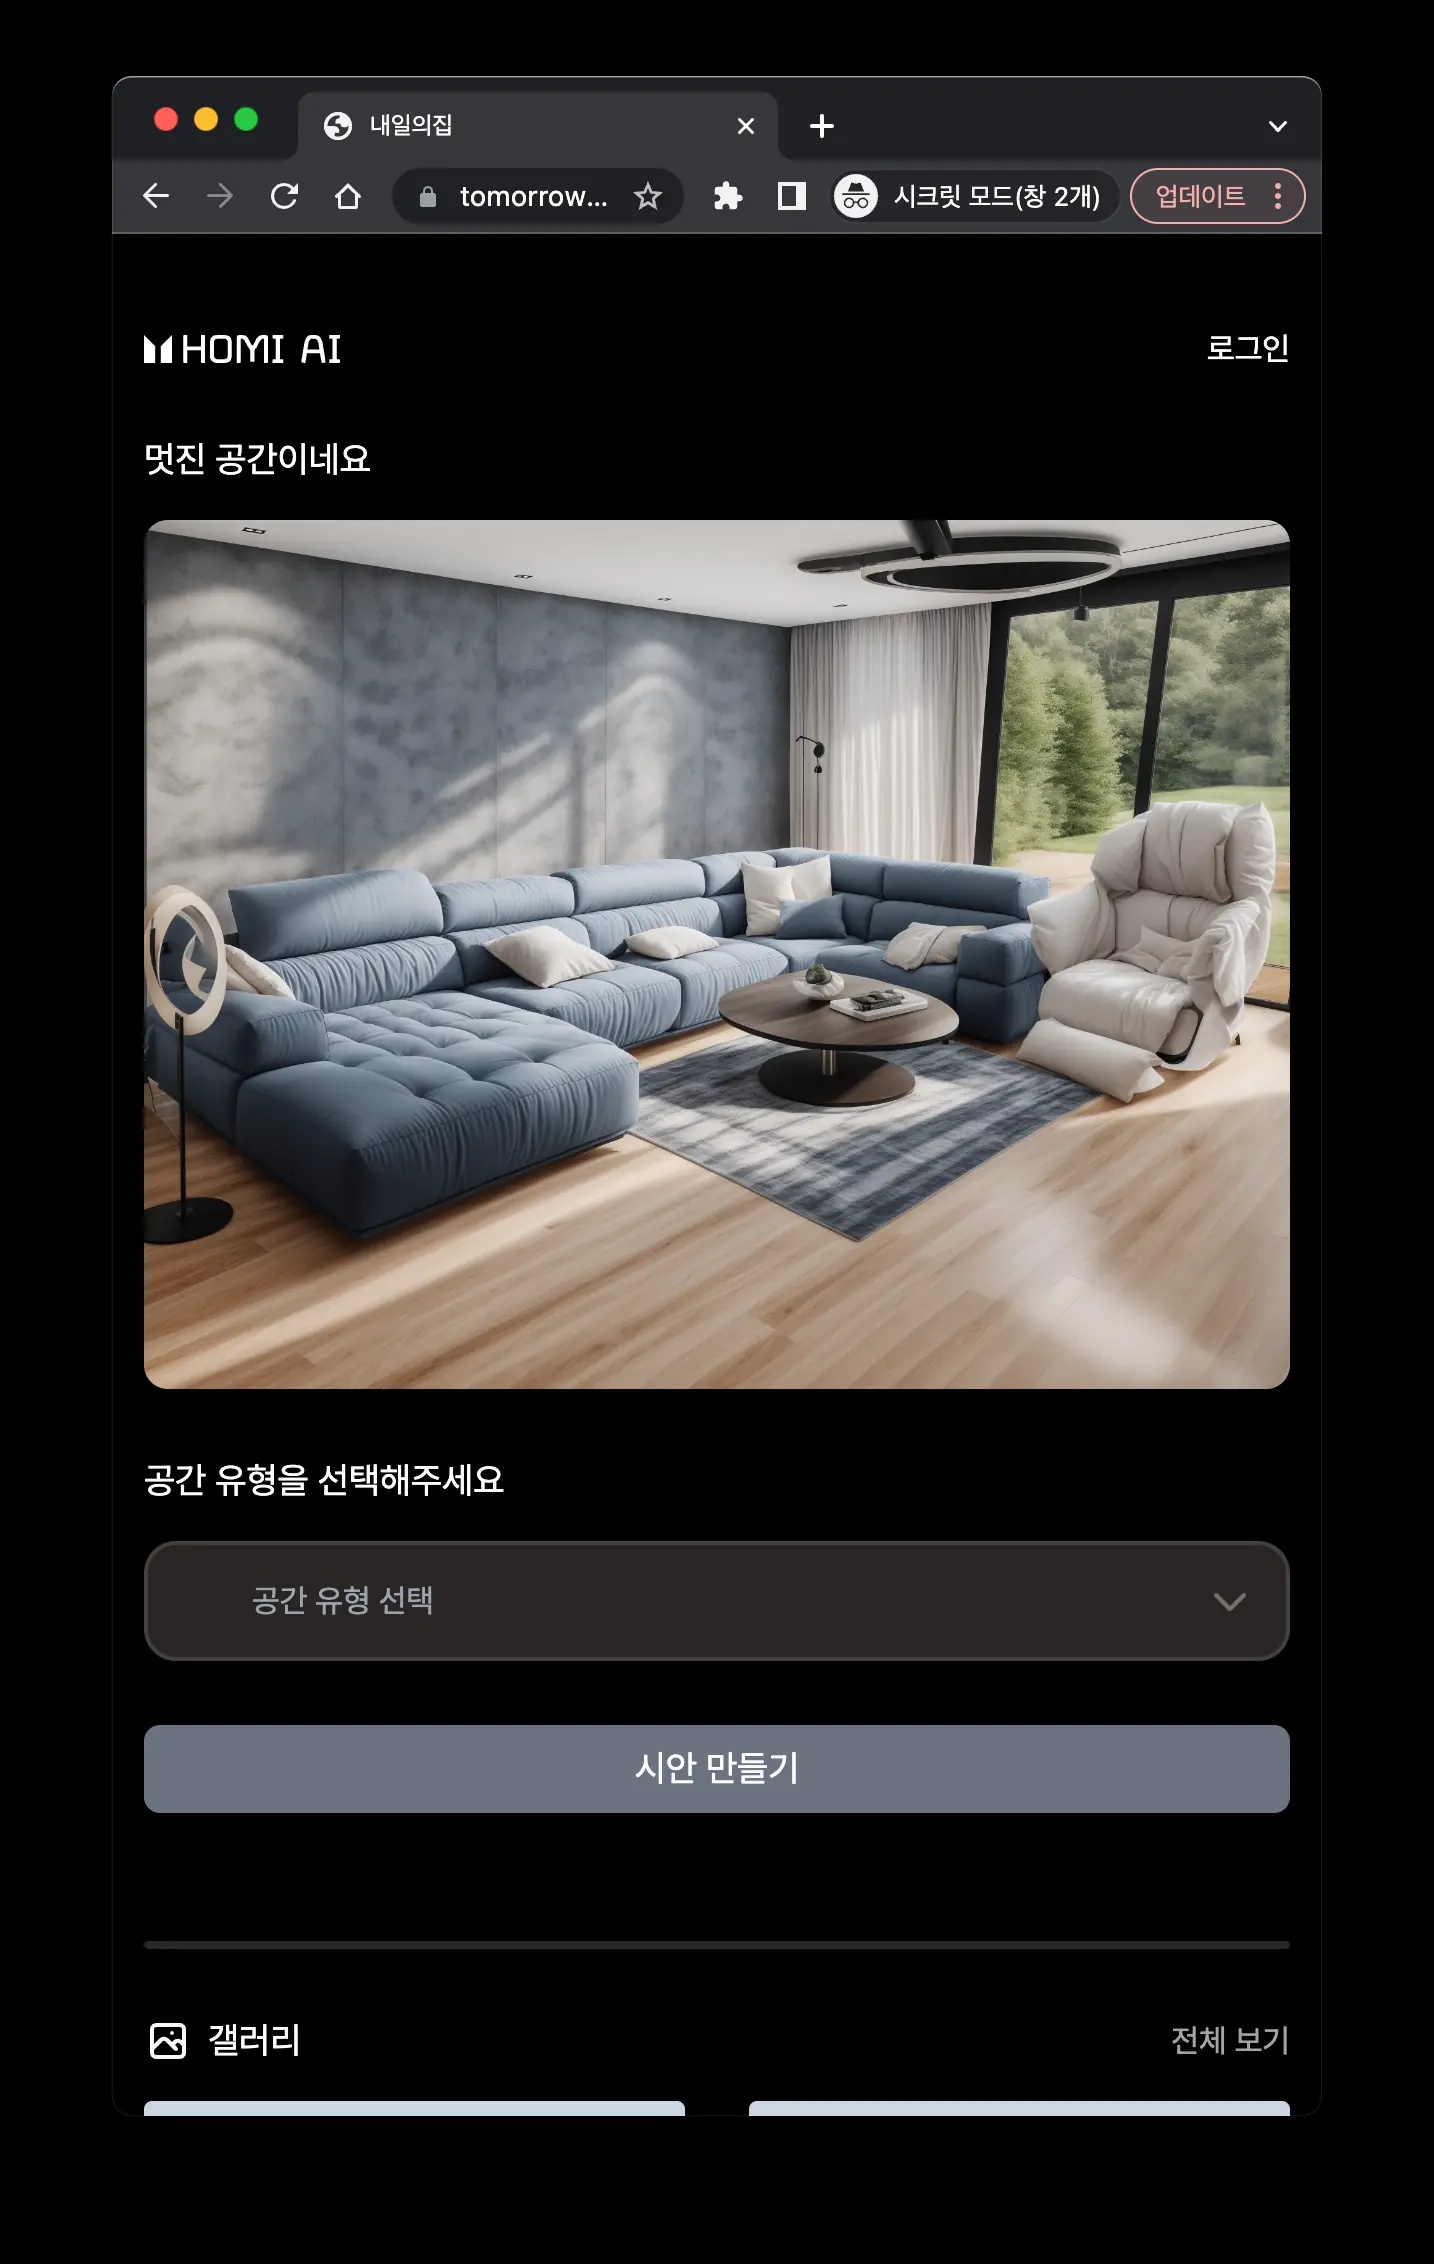 내일의집
tomorrow...
시크릿 모드(창 2개)
업데이트
HOMI AI
로그인
멋진 공간이네요
공간 유형을 선택해주세요
공간 유형 선택
시안 만들기
갤러리
전체 보기